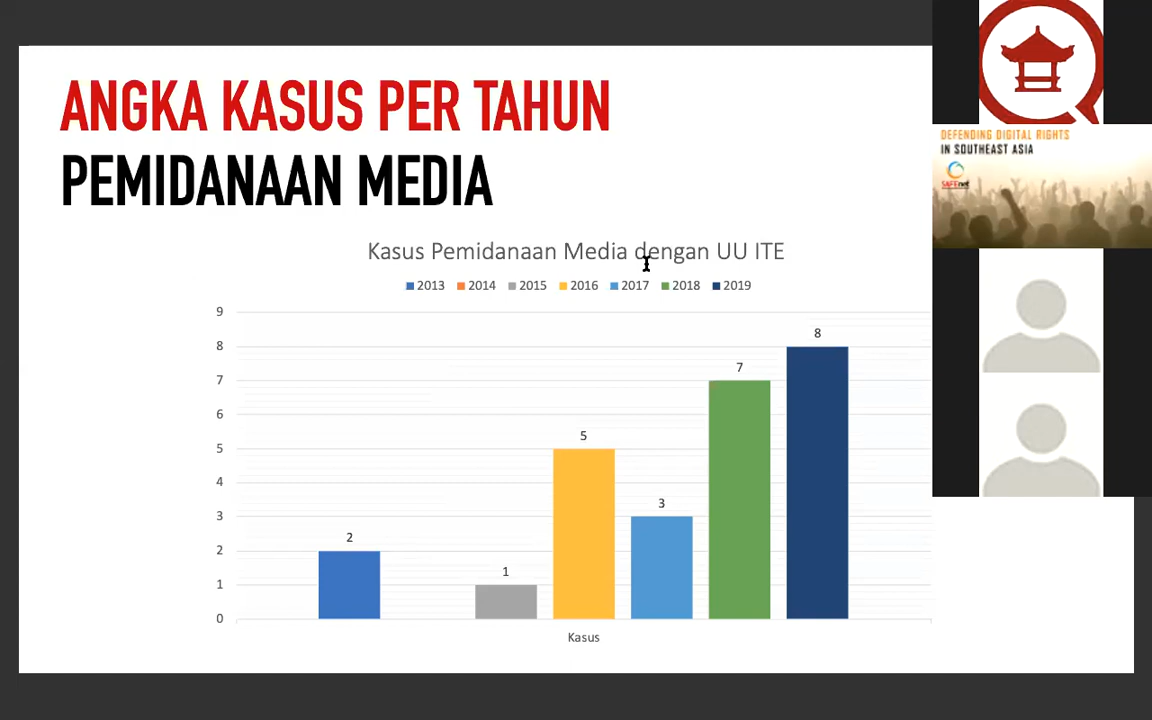 ANGKA KASUS PER TAHUN
PEMIDANAAN MEDIA
Kasus Pemidanaan Media dengan UU ITE
2013 2014 2015 2016 2017 2018 2019
9
8
7
6
5
4
3
2
1
0
2
1
5
3
7
8
Kasus
DEFENDING DIGITAL RIGHTS
IN SOUTHEAST ASIA
SAFEnet